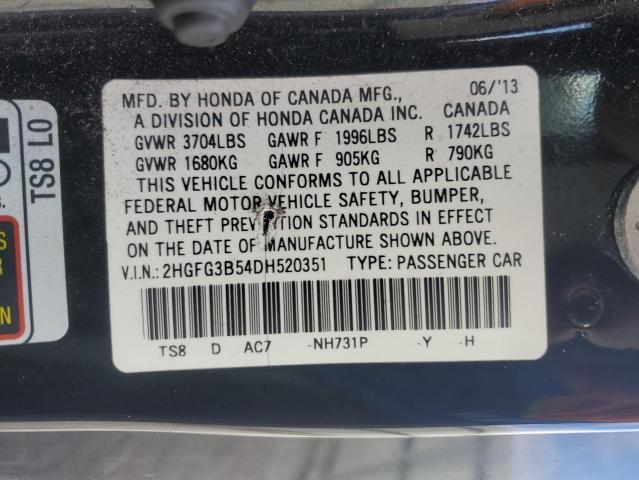 MFD. BY HONDA OF CANADA MFG., 06/'13
A DIVISION OF HONDA CANADA INC. CANADA
GVWR 3704LBS GAWR F 1996LBS R 1742LBS
GVWR 1680KG GAWR F 905KG R 790KG
THIS VEHICLE CONFORMS TO ALL APPLICABLE
FEDERAL MOTOR VEHICLE SAFETY, BUMPER,
AND THEFT PREV TION STANDARDS IN EFFECT
ON THE DATE OF MANUFACTURE SHOWN ABOVE.
V.I.N.: 2HGFG3B54DH520351 TYPE: PASSENGER CAR
TS8 D AC7 -NH731P -Y -H
TS8 L0